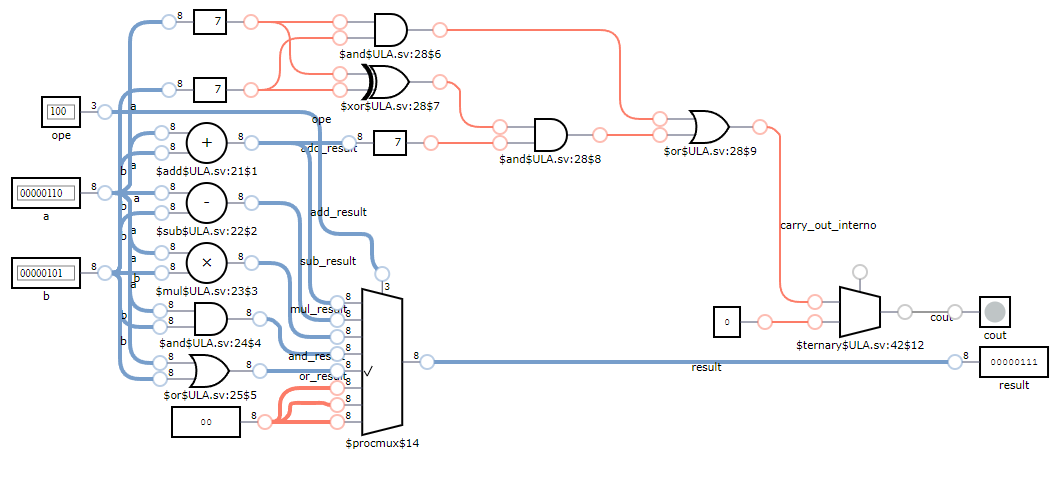 8
7
$and$ULA.sv:28$6
8
7
$xor$ULA.sv:28$7
100
3
ope
a
ope
8
8
+
8
$add$ULA.sv:21$1
add_result
8
7
$and$ULA.sv:28$8
$or$ULA.sv:28$9
b
a
00000110
8
a
8
8
-
8
$sub$ULA.sv:22$2
a
b
b
add_result
sub_result
carry_out_interno
00000101
8
b
8
8
×
8
$mul$ULA.sv:23$3
a
b
a
mul_result
8
8
8
$and$ULA.sv:24$4
b
and_result
8
8
8
$or$ULA.sv:25$5
b
or_result
00
8
3
8
8
8
8
8
8
8
8
✓
8
$procmux$14
result
0
$ternary$ULA.sv:42$12
cout
cout
8
00000111
result